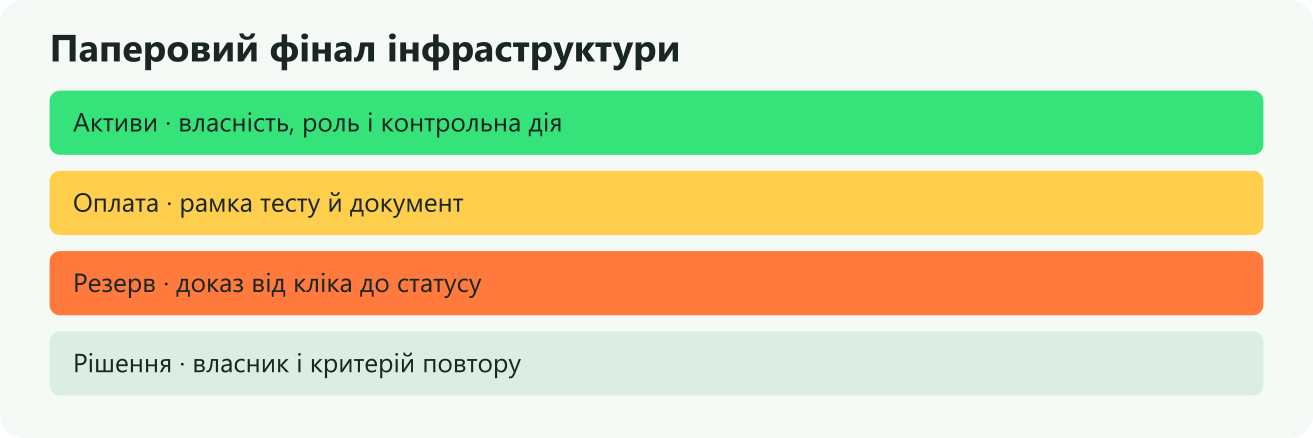 Паперовий фінал інфраструктури
Активи · власність, роль і контрольна дія
Оплата · рамка тесту й документ
Резерв · доказ від кліка до статусу
Рішення · власник і критерій повтору